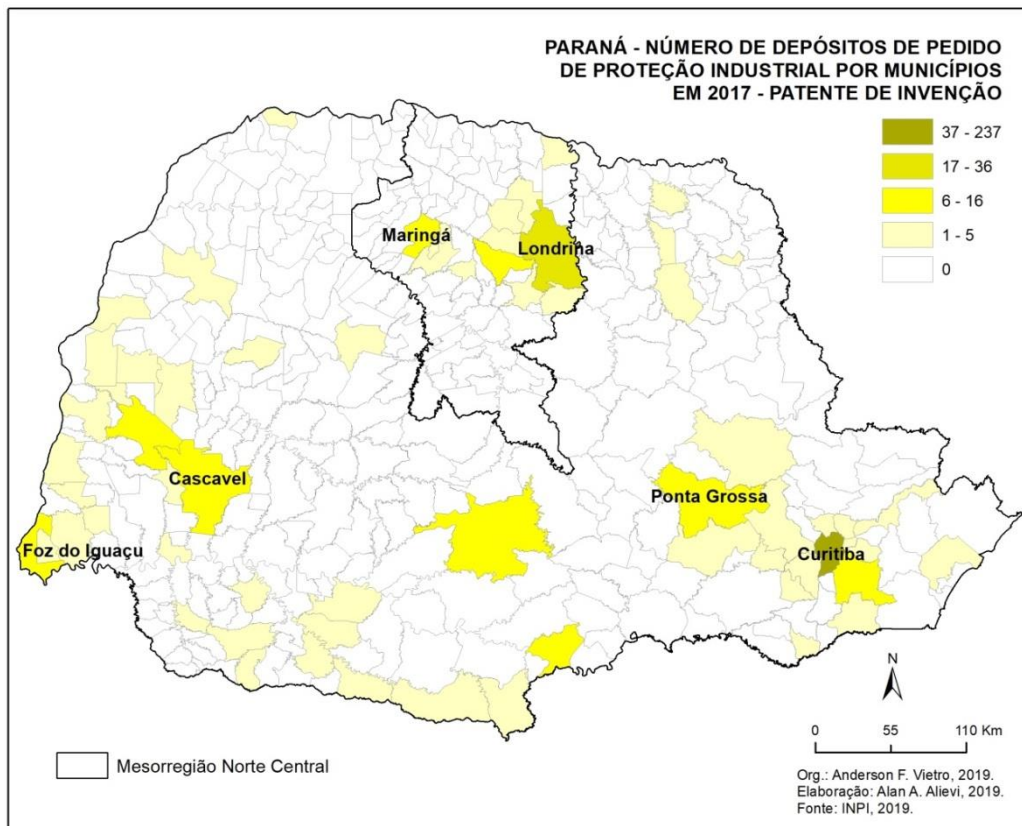 PARANÁ - NÚMERO DE DEPÓSITOS DE PEDIDO
DE PROTEÇÃO INDUSTRIAL POR MUNICÍPIOS
EM 2017 - PATENTE DE INVENÇÃO
37 - 237
17 - 36
6 - 16
1 - 5
0
Maringá
Londrina
Cascavel
Ponta Grossa
Foz do Iguaçu
Curitiba
N
0 55 110 Km
Mesorregião Norte Central
Org.: Anderson F. Vietro, 2019.
Elaboração: Alan A. Alievi, 2019.
Fonte: INPI, 2019.